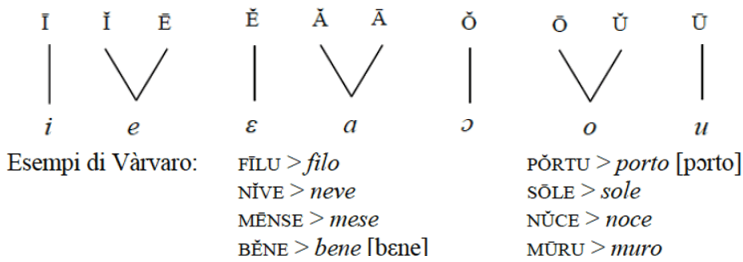 Ī Ĭ Ē Ĕ Ă Ā Ŏ Ō Ŭ Ū
i e ɛ a ɔ o u
Esempi di Vàrvaro: FĪLU > filo PŎRTU > porto [pɔrto]
NĬVE > neve SŌLE > sole
MĒNSE > mese NŬCE > noce
BĔNE > bene [bɛne] MŪRU > muro